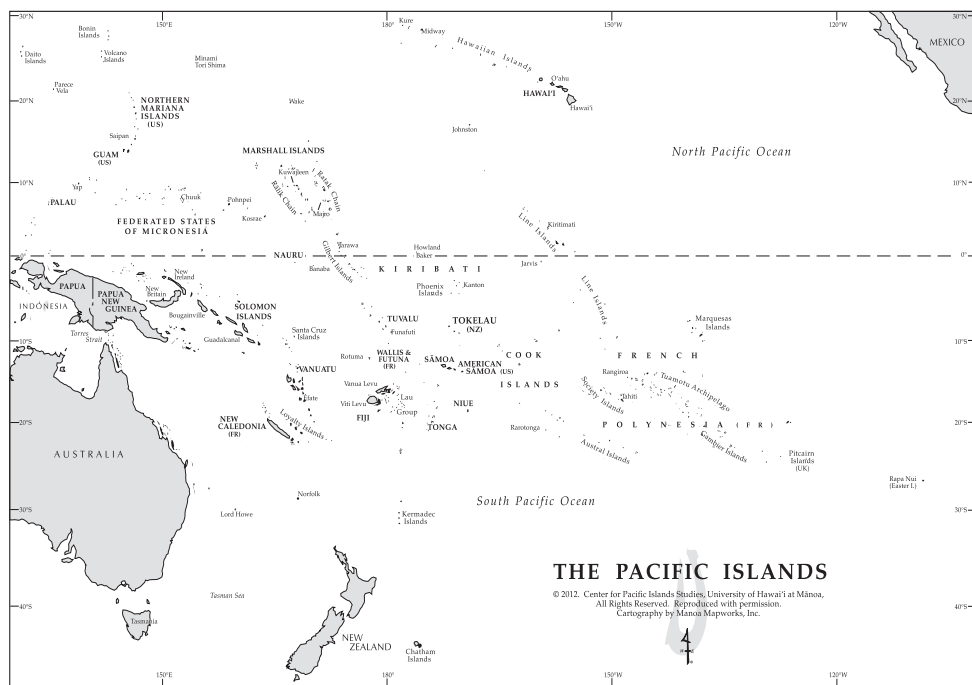 30°N
150°E
180°
150°W
120°W
30°N
Kure
Midway
Hawaiian Islands
Bonin
Islands
Daito
Islands
Volcano
Islands
Minami
Tori Shima
MEXICO
Parece
Vela
O'ahu
HAWAI'I
Hawai'i
20°N
NORTHERN
MARIANA
ISLANDS
(US)
Wake
20°N
Saipan
Johnston
GUAM
(US)
MARSHALL ISLANDS
North Pacific Ocean
Kuwajleen
Ratak Chain
Ralik Chain
Majro
10°N
Yap
PALAU
Chuuk
Pohnpei
Kosrae
10°N
FEDERATED STATES
OF MICRONESIA
Line Islands
Kiritimati
Tarawa
Gilbert Islands
Howland
Baker
0°
NAURU
Banaba
KIRIBATI
Jarvis
0°
New
Ireland
New
Britain
PAPUA
PAPUA
NEW
GUINEA
INDONESIA
Phoenix
Islands
Kanton
Line Islands
Bougainville
SOLOMON
ISLANDS
Guadalcanal
Torres
Strait
Santa Cruz
Islands
TUVALU
Funafuti
TOKELAU
(NZ)
Marquesas
Islands
10°S
Rotuma
WALLIS &
FUTUNA
(FR)
SĀMOA
AMERICAN
SĀMOA (US)
COOK
ISLANDS
FRENCH
10°S
VANUATU
Efate
Vanua Levu
Viti Levu
FIJI
Lau
Group
NIUE
TONGA
Rangiroa
Tuamotu Archipelago
Society Islands
Tahiti
20°S
NEW
CALEDONIA
(FR)
Loyalty Islands
Rarotonga
POLYNESIA (FR)
Austral Islands
Gambier Islands
Pitcairn
Islands
(UK)
20°S
AUSTRALIA
Rapa Nui
(Easter I.)
Norfolk
Lord Howe
Kermadec
Islands
South Pacific Ocean
30°S
30°S
THE PACIFIC ISLANDS
© 2012. Center for Pacific Islands Studies, University of Hawai'i at Mānoa,
All Rights Reserved. Reproduced with permission.
Cartography by Manoa Mapworks, Inc.
Tasman Sea
40°S
Tasmania
NEW
ZEALAND
Chatham
Islands
40°S
150°E
180°
150°W
120°W